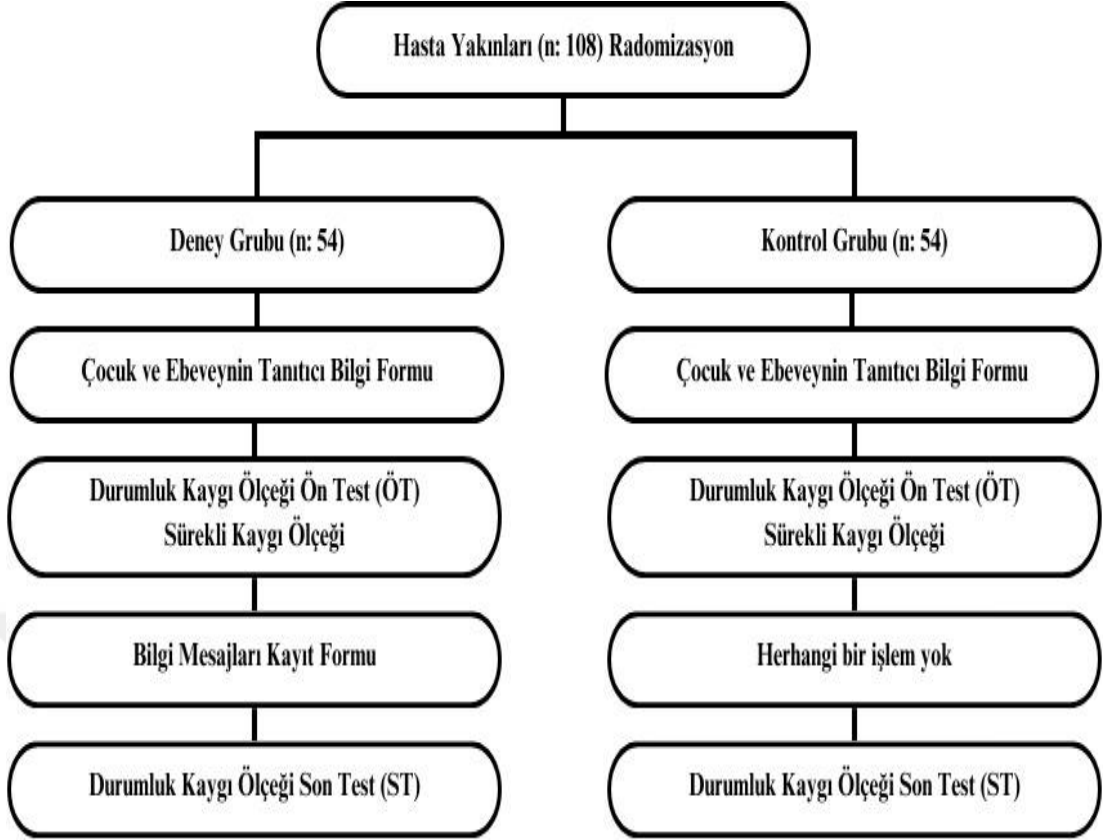 Hasta Yakınları (n: 108) Radomizasyon
Deney Grubu (n: 54)
Kontrol Grubu (n: 54)
Çocuk ve Ebeveynin Tanıtıcı Bilgi Formu
Çocuk ve Ebeveynin Tanıtıcı Bilgi Formu
Durumluk Kaygı Ölçeği Ön Test (ÖT)
Sürekli Kaygı Ölçeği
Durumluk Kaygı Ölçeği Ön Test (ÖT)
Sürekli Kaygı Ölçeği
Bilgi Mesajları Kayıt Formu
Herhangi bir işlem yok
Durumluk Kaygı Ölçeği Son Test (ST)
Durumluk Kaygı Ölçeği Son Test (ST)